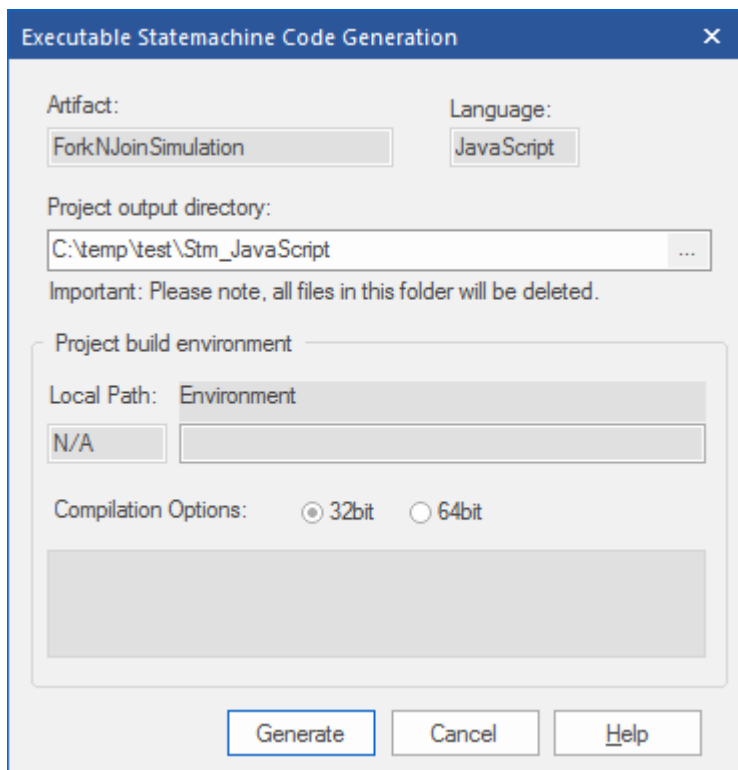 Executable Statemachine Code Generation
Artifact:
Language:
ForkNJoinSimulation
JavaScript
Project output directory:
C:\temp\test\Stm_JavaScript
...
Important: Please note, all files in this folder will be deleted.
Project build environment
Local Path:
Environment
N/A
Compilation Options:
32bit
64bit
Generate
Cancel
Help